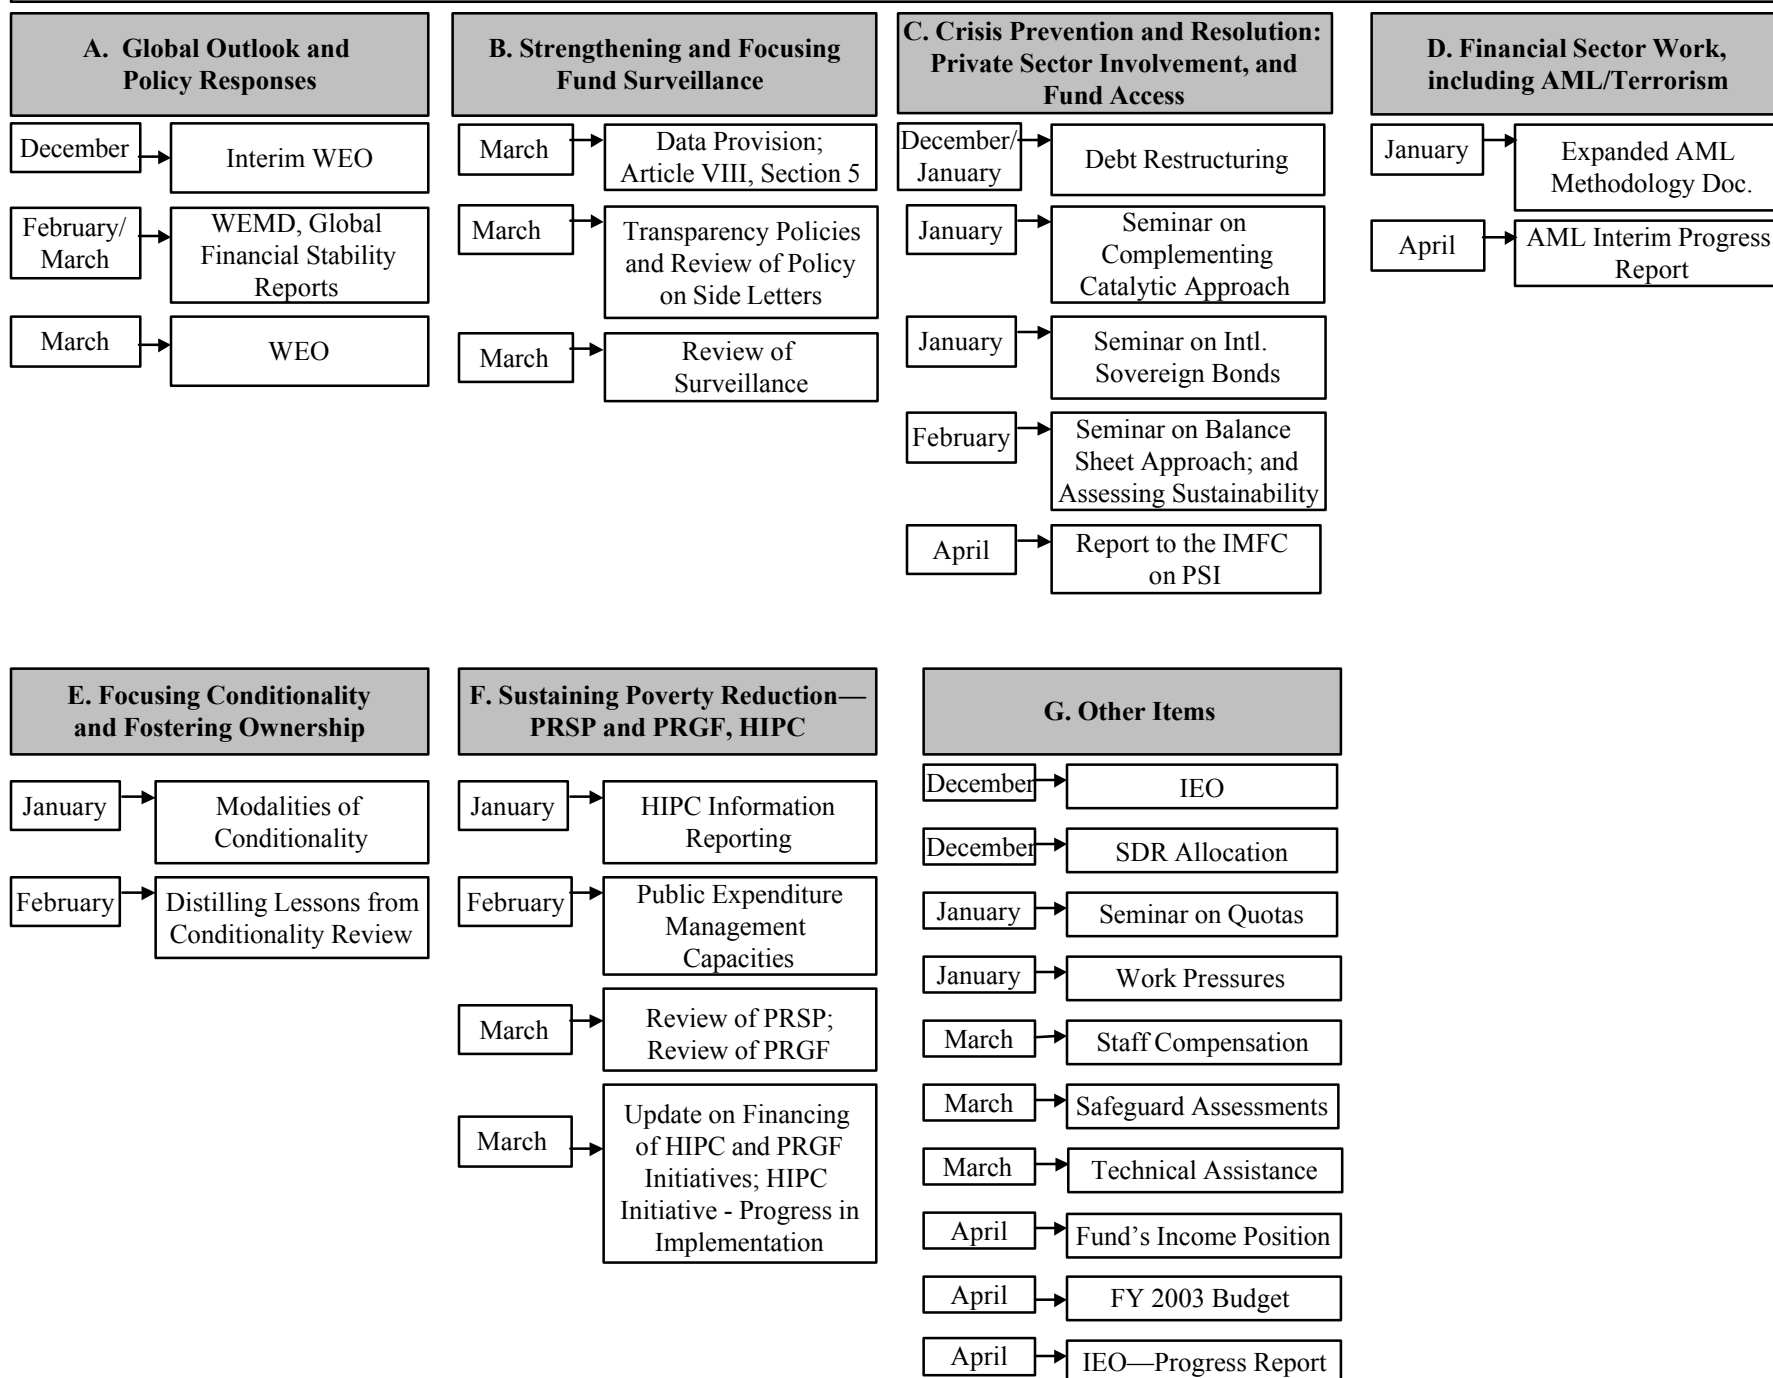 A. Global Outlook and
Policy Responses
December
Interim WEO
February/
March
WEMD, Global
Financial Stability
Reports
March
WEO
B. Strengthening and Focusing
Fund Surveillance
March
Data Provision;
Article VIII, Section 5
March
Transparency Policies
and Review of Policy
on Side Letters
March
Review of
Surveillance
C. Crisis Prevention and Resolution:
Private Sector Involvement, and
Fund Access
December/
January
Debt Restructuring
January
Seminar on
Complementing
Catalytic Approach
January
Seminar on Intl.
Sovereign Bonds
February
Seminar on Balance
Sheet Approach; and
Assessing Sustainability
April
Report to the IMFC
on PSI
D. Financial Sector Work,
including AML/Terrorism
January
Expanded AML
Methodology Doc.
April
AML Interim Progress
Report
E. Focusing Conditionality
and Fostering Ownership
January
Modalities of
Conditionality
February
Distilling Lessons from
Conditionality Review
F. Sustaining Poverty Reduction—
PRSP and PRGF, HIPC
January
HIPC Information
Reporting
February
Public Expenditure
Management
Capacities
March
Review of PRSP;
Review of PRGF
March
Update on Financing
of HIPC and PRGF
Initiatives; HIPC
Initiative - Progress in
Implementation
G. Other Items
December
IEO
December
SDR Allocation
January
Seminar on Quotas
January
Work Pressures
March
Staff Compensation
March
Safeguard Assessments
March
Technical Assistance
April
Fund’s Income Position
April
FY 2003 Budget
April
IEO—Progress Report